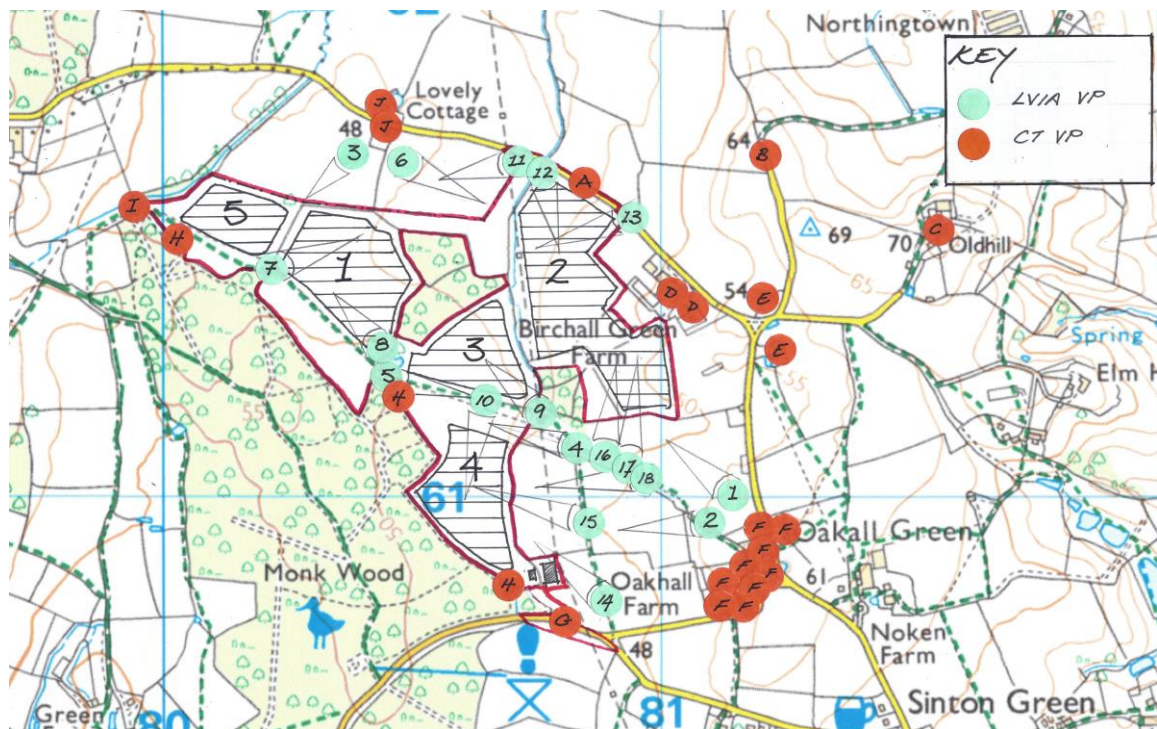 Northingtown
KEY
LVIA VP
CT VP
J
Lovely
Cottage
J
48
3
6
11
12
A
64
B
13
69
C
70
Oldhill
I
5
H
7
1
2
65
D
D
54
E
Birchall Green
Farm
E
55
Spring
Elm H
8
3
5
H
10
9
60
55
4
4
16
17
18
1
61
2
15
50
F
F
Oakall Green
F
F
F
F
F
F
F
61
Monk Wood
H
Oakhall
Farm
14
G
48
Noken
Farm
Green
80
81
Sinton Green